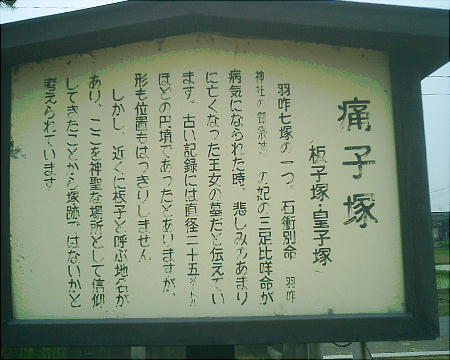 痛子塚
板子塚・皇子塚
羽咋七塚の一つ。石衝別命 羽咋
神社の御祭神 の妃の三足比咩命が
病気になられた時、悲しみのあまり
に亡くなった王女の墓だと伝えてい
ます。古い記録には直径二十五メートル
ほどの円墳であったとありますが、
形も位置もはっきりしません。
しかし、近くに板子と呼ぶ地名が
あり、ここを神聖な場所として信仰
してきたことから塚跡ではないかと
考えられています